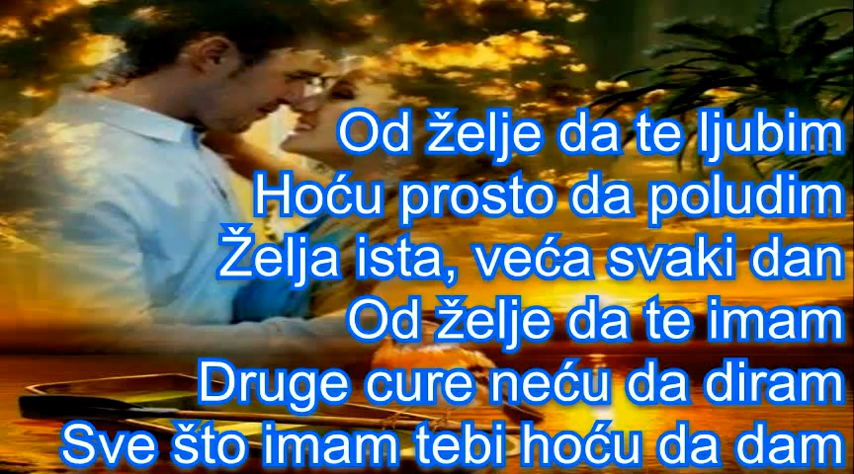 Od želje da te ljubim
Hoću prosto da poludim
Želja ista, veća svaki dan
Od želje da te imam
Druge cure neću da diram
Sve što imam tebi hoću da dam